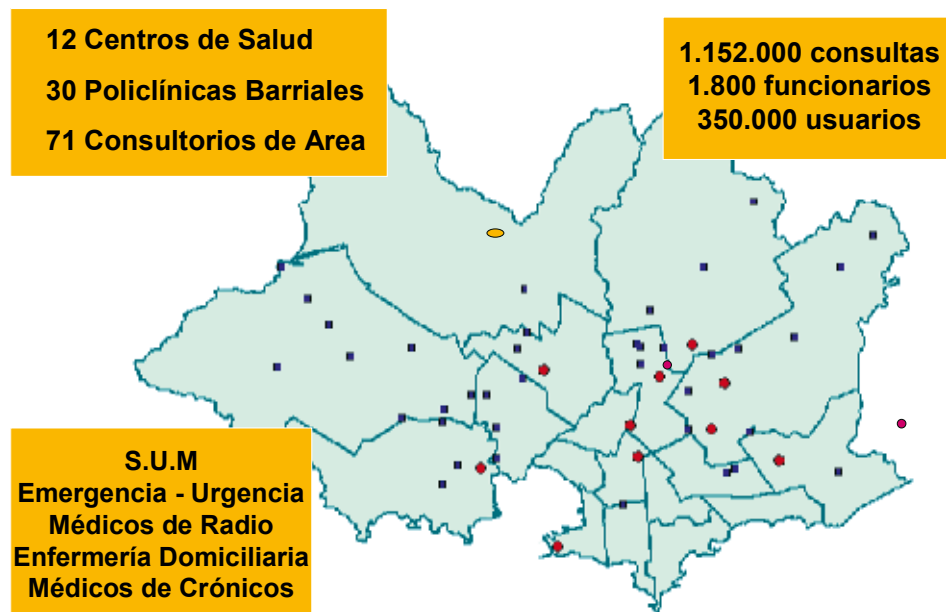 12 Centros de Salud
30 Policlínicas Barriales
71 Consultorios de Area
1.152.000 consultas
1.800 funcionarios
350.000 usuarios
S.U.M
Emergencia - Urgencia
Médicos de Radio
Enfermería Domiciliaria
Médicos de Crónicos